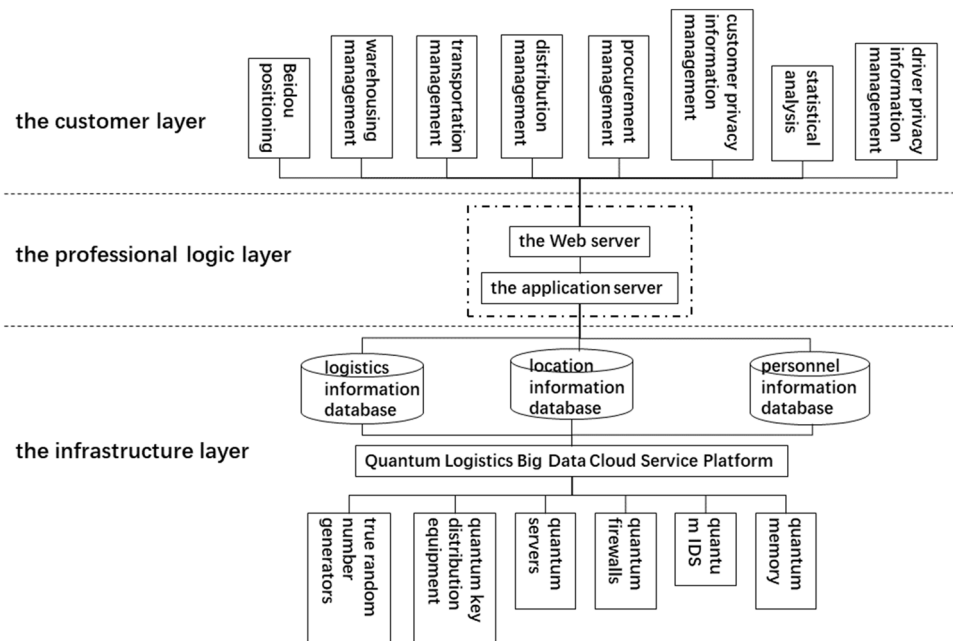 the customer layer
Beidou
positioning
warehousing
management
transportation
management
distribution
management
procurement
management
customer privacy
information
management
statistical
analysis
driver privacy
information
management
the professional logic layer
the Web server
the application server
the infrastructure layer
logistics
information
database
location
information
database
personnel
information
database
Quantum Logistics Big Data Cloud Service Platform
true random
number
generators
quantum key
distribution
equipment
quantum
servers
quantum
firewalls
quantu
m IDS
quantum
memory